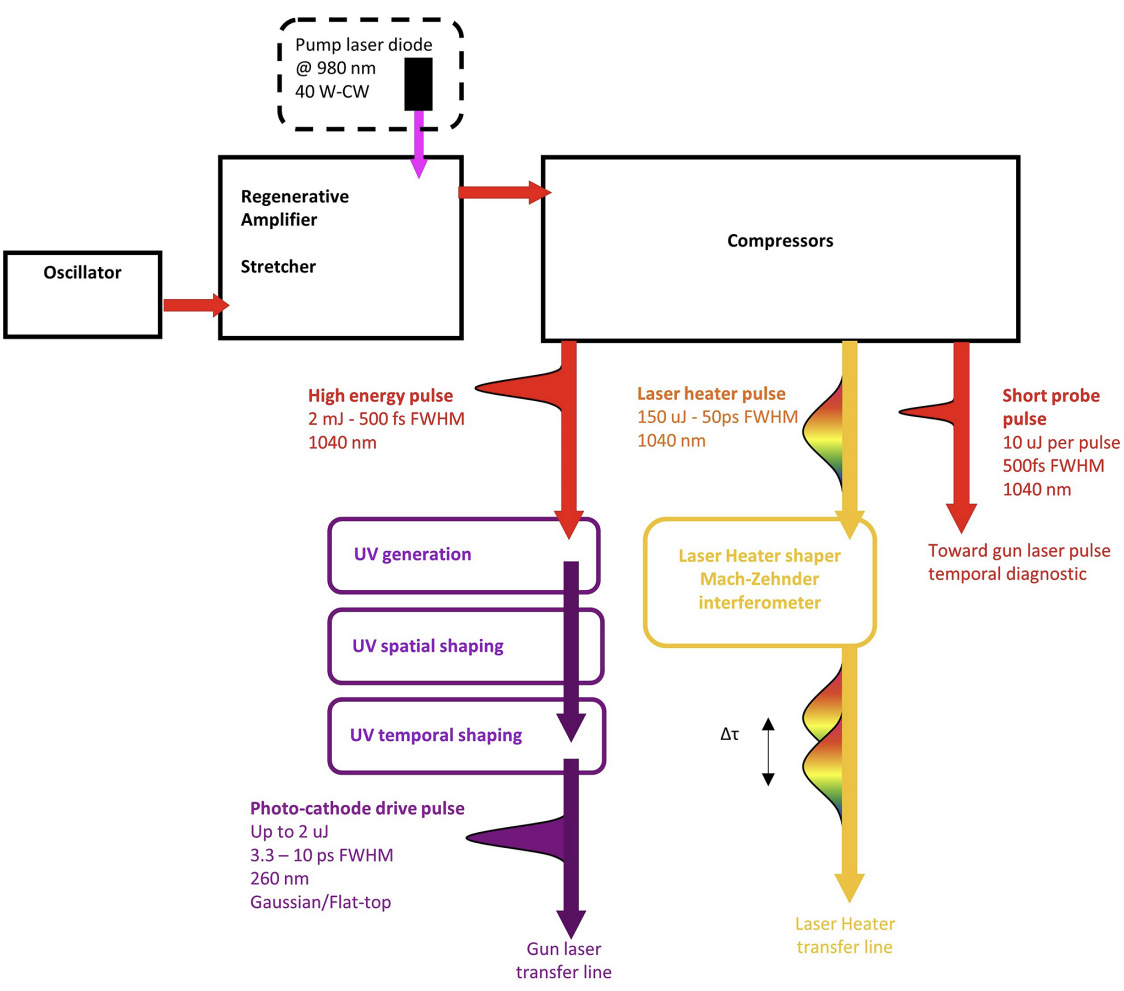 Pump laser diode
@ 980 nm
40 W-CW
Regenerative
Amplifier
Stretcher
Oscillator
Compressors
High energy pulse
2 mJ - 500 fs FWHM
1040 nm
Laser heater pulse
150 uJ - 50ps FWHM
1040 nm
Short probe
pulse
10 uJ per pulse
500fs FWHM
1040 nm
Toward gun laser pulse
temporal diagnostic
UV generation
UV spatial shaping
UV temporal shaping
Laser Heater shaper
Mach-Zehnder
interferometer
Δτ
Photo-cathode drive pulse
Up to 2 uJ
3.3 – 10 ps FWHM
260 nm
Gaussian/Flat-top
Gun laser
transfer line
Laser Heater
transfer line